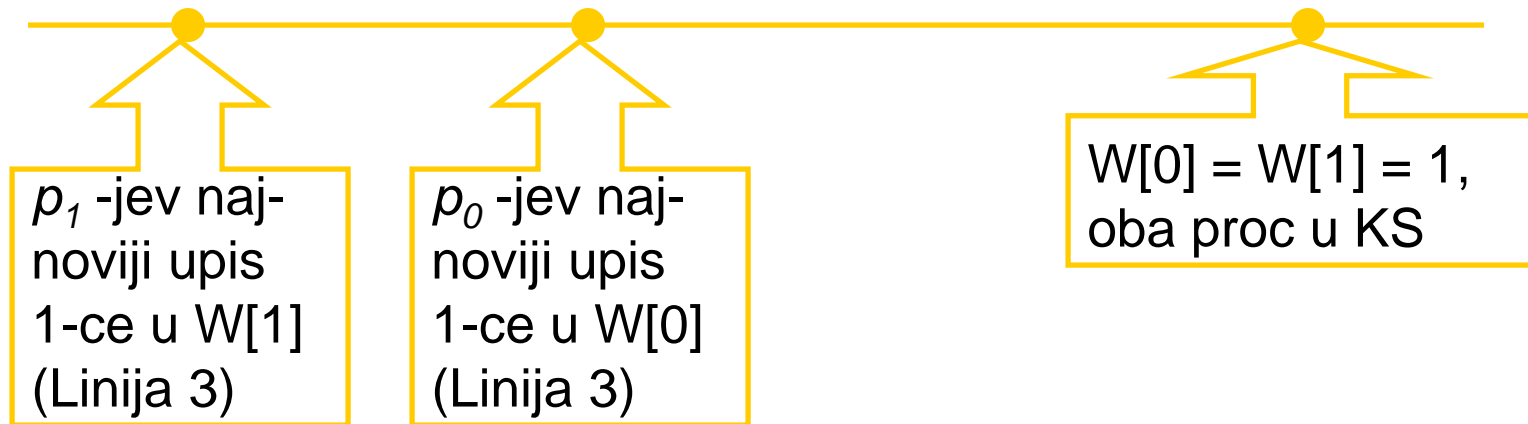 p1 -jev naj-
noviji upis
1-ce u W[1]
(Linija 3)
p0 -jev naj-
noviji upis
1-ce u W[0]
(Linija 3)
W[0] = W[1] = 1,
oba proc u KS